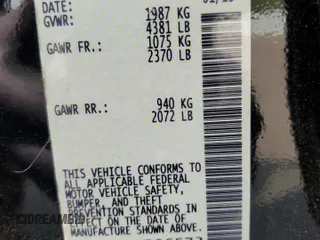 DATE:
GVWR: 1987 KG
4381 LB
GAWR FR.: 1075 KG
2370 LB
GAWR RR.: 940 KG
2072 LB
THIS VEHICLE CONFORMS TO
ALL APPLICABLE FEDERAL
MOTOR VEHICLE SAFETY,
BUMPER, AND THEFT
PREVENTION STANDARDS IN
EFFECT ON THE DATE OF
MANUFACTURE SHOWN ABOVE.